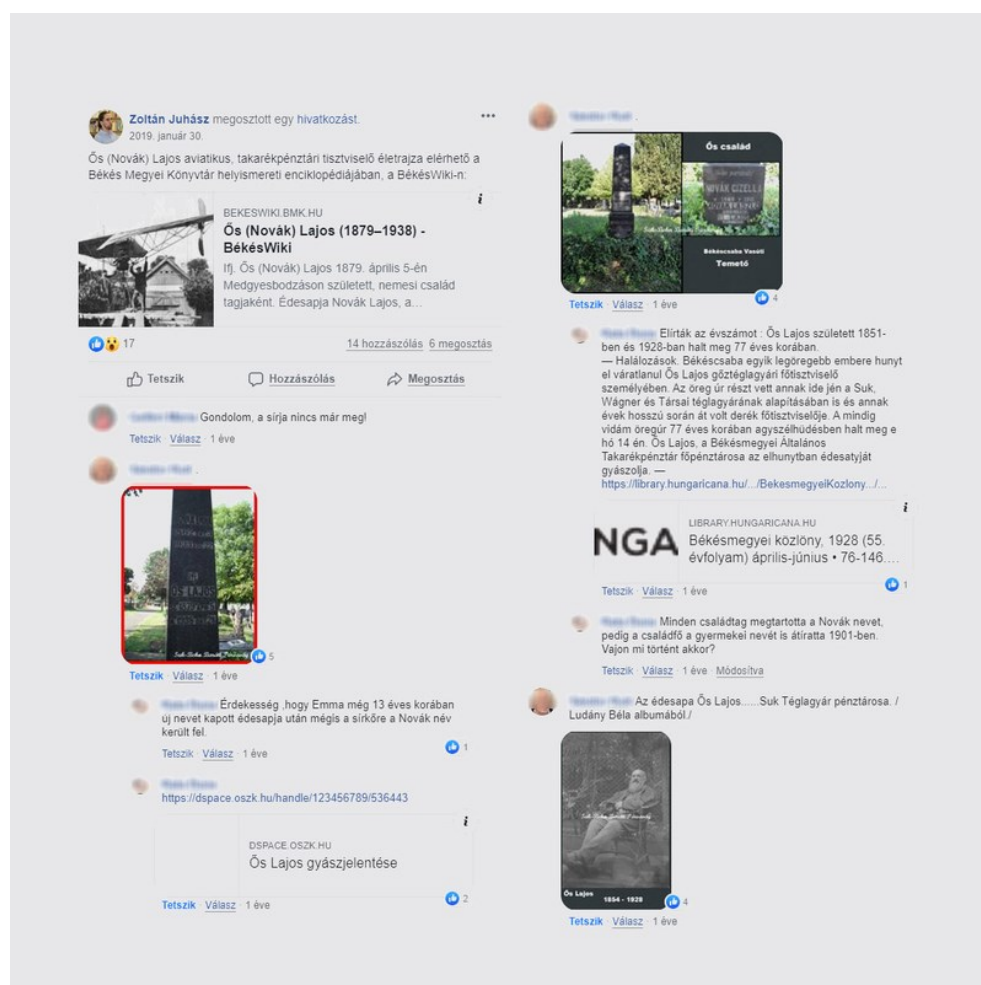 Zoltán Juhász megosztott egy hivatkozást.
2019. január 30.
Ős (Novák) Lajos aviatikus, takarékpénztári tisztviselő életrajza elérhető a
Békés Megyei Könyvtár helyismereti enciklopédiájában, a BékésWiki-n:
BEKESWIKI.BMK.HU
Ős (Novák) Lajos (1879–1938) -
BékésWiki
Ifj. Ős (Novák) Lajos 1879. április 5-én
Medgyesbodzáson született, nemesi család
tagjaként. Édesapja Novák Lajos, a...
17
14 hozzászólás 6 megosztás
Tetszik Hozzászólás Megosztás
Gondolom, a sírja nincs már meg!
Tetszik · Válasz · 1 éve
.
ŐS LAJOS
5
Tetszik · Válasz · 1 éve
Érdekesség ,hogy Emma még 13 éves korában
új nevet kapott édesapja után mégis a sírkőre a Novák név
került fel.
1
Tetszik · Válasz · 1 éve
https://dspace.oszk.hu/handle/123456789/536443
DSPACE.OSZK.HU
Ős Lajos gyászjelentése
2
Tetszik · Válasz · 1 éve
.
Ős család
NOVÁK GIZELLA
Békéscsaba Vasúti
Temető
4
Tetszik · Válasz · 1 éve
Elírták az évszámot : Ős Lajos született 1851-
ben és 1928-ban halt meg 77 éves korában.
— Halálozások. Békéscsaba egyik legöregebb embere hunyt
el váratlanul Ős Lajos gőztéglagyári főtisztviselő
személyében. Az öreg úr részt vett annak ide jén a Suk,
Wágner és Társai téglagyárának alapításában is és annak
évek hosszú során át volt derék főtisztviselője. A mindig
vidám öregúr 77 éves korában agyszélhüdésben halt meg e
hó 14 én. Ős Lajos, a Békésmegyei Általános
Takarékpénztár főpénztárosa az elhunytban édesatyját
gyászolja. —
https://library.hungaricana.hu/.../BekesmegyeiKozlony.../...
NGA
LIBRARY.HUNGARICANA.HU
Békésmegyei közlöny, 1928 (55.
évfolyam) április-június • 76-146....
1
Tetszik · Válasz · 1 éve
Minden családtag megtartotta a Novák nevet,
pedig a családfő a gyermekei nevét is átíratta 1901-ben.
Vajon mi történt akkor?
Tetszik · Válasz · 1 éve · Módosítva
Az édesapa Ős Lajos......Suk Téglagyár pénztárosa. /
Ludány Béla albumából./
Ős Lajos
1854 - 1928
4
Tetszik · Válasz · 1 éve